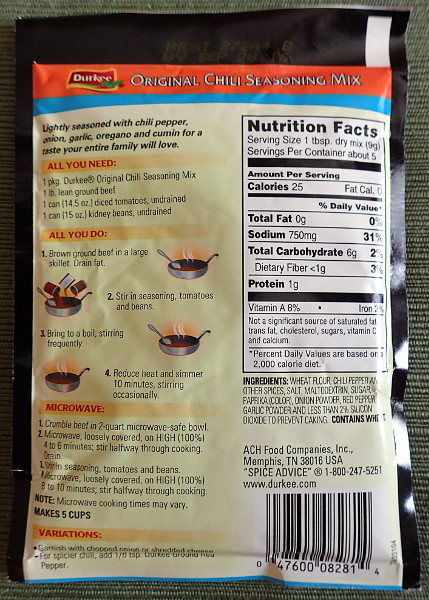 Durkee ORIGINAL CHILI SEASONING MIX
Lightly seasoned with chili pepper,
onion, garlic, oregano and cumin for a
taste your entire family will love.
ALL YOU NEED:
1 pkg. Durkee® Original Chili Seasoning Mix
1 lb. lean ground beef
1 can (14.5 oz.) diced tomatoes, undrained
1 can (15 oz.) kidney beans, undrained
ALL YOU DO:
1. Brown ground beef in a large
skillet. Drain fat.
2. Stir in seasoning, tomatoes
and beans.
3. Bring to a boil; stirring
frequently.
4. Reduce heat and simmer
10 minutes, stirring
occasionally.
MICROWAVE:
1. Crumble beef in 2-quart microwave-safe bowl.
2. Microwave, loosely covered, on HIGH (100%)
4 to 6 minutes; stir halfway through cooking.
Drain.
Stir in seasoning, tomatoes and beans.
Microwave, loosely covered, on HIGH (100%)
8 to 10 minutes; stir halfway through cooking.
NOTE: Microwave cooking times may vary.
MAKES 5 CUPS
VARIATIONS:
•Garnish with chopped onion or shredded cheese.
•For spicier chili, add 1/8 tsp. Durkee Ground Red
Pepper.
Nutrition Facts
Serving Size 1 tbsp. dry mix (9g)
Servings Per Container about 5
Amount Per Serving
Calories 25 Fat Cal. 0
% Daily Value*
Total Fat 0g 0%
Sodium 750mg 31%
Total Carbohydrate 6g 2%
Dietary Fiber <1g 3%
Protein 1g
Vitamin A 8% • Iron 2%
Not a significant source of saturated fat,
trans fat, cholesterol, sugars, vitamin C
and calcium.
*Percent Daily Values are based on a
2,000 calorie diet.
INGREDIENTS: WHEAT FLOUR, CHILI PEPPER AN
OTHER SPICES, SALT, MALTODEXTRIN, SUGAR,
PAPRIKA (COLOR), ONION POWDER, RED PEPPER
GARLIC POWDER AND LESS THAN 2% SILICON
DIOXIDE TO PREVENT CAKING. CONTAINS WHEAT
ACH Food Companies, Inc.,
Memphis, TN 38016 USA
"SPICE ADVICE" ® 1-800-247-5251
www.durkee.com
0 47600 08281 4